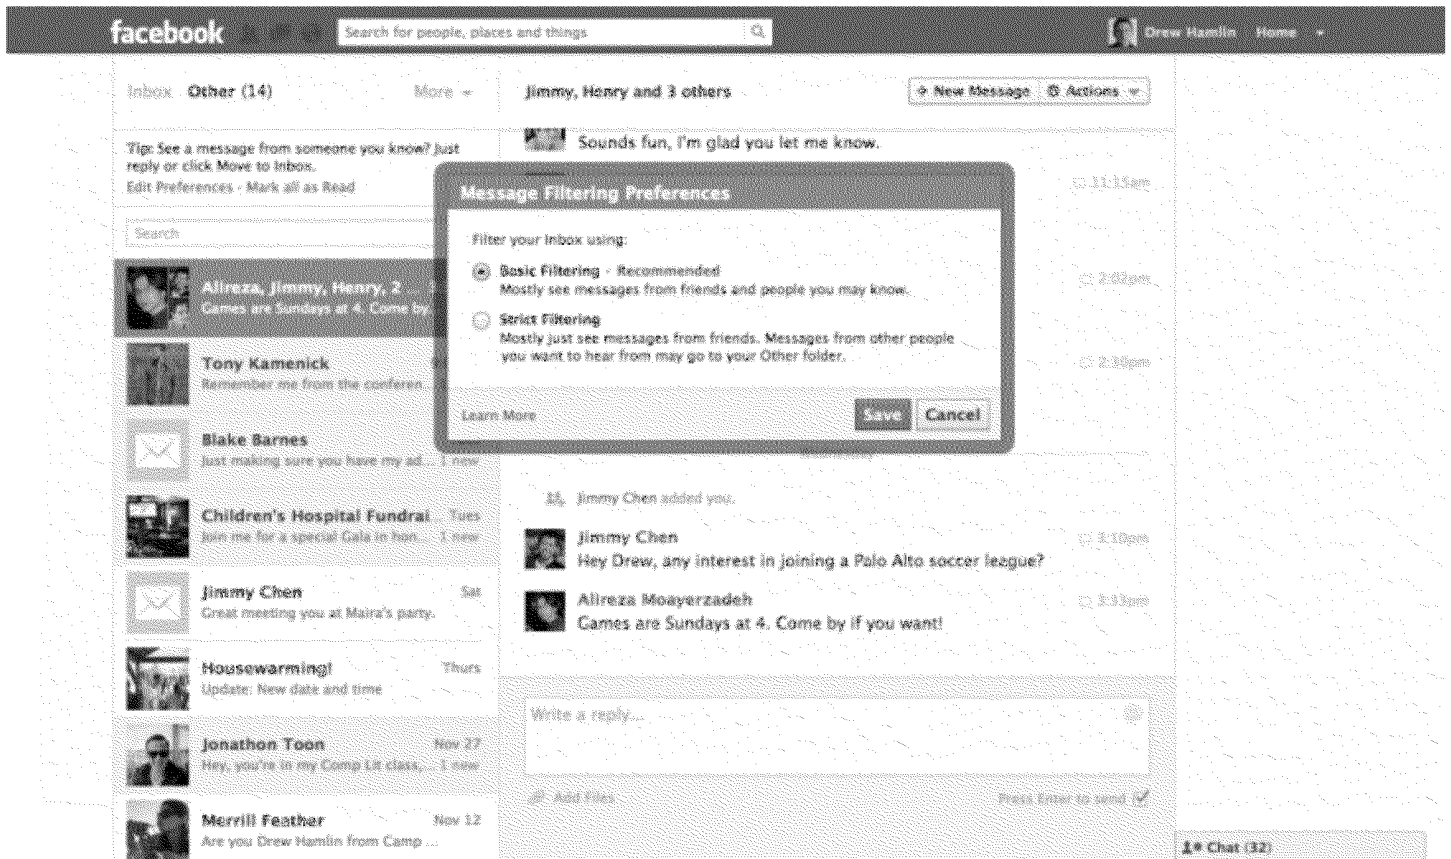 facebook
Search for people, places and things
Drew Hamlin Home
Inbox Other (14) More
Jimmy, Henry and 3 others
New Message Actions
Tip: See a message from someone you know? Just
reply or click Move to Inbox.
Edit Preferences · Mark all as Read
Search
Alireza, Jimmy, Henry, 2
Games are Sundays at 4. Come by
Tony Kamenick
Remember me from the conferen
Blake Barnes
Just making sure you have my ad... 1 new
Children's Hospital Fundrai Tues
Join me for a special Gala in hon... 1 new
Jimmy Chen Sat
Great meeting you at Maira's party.
Housewarming! Thurs
Update: New date and time
Jonathon Toon Nov 27
Hey, you're in my Comp Lit class, ... 1 new
Merrill Feather Nov 12
Are you Drew Hamlin from Camp ...
Sounds fun, I'm glad you let me know.
11:15am
2:02pm
2:30pm
Message Filtering Preferences
Filter your Inbox using:
Basic Filtering - Recommended
Mostly see messages from friends and people you may know.
Strict Filtering
Mostly just see messages from friends. Messages from other people
you want to hear from may go to your Other folder.
Learn More
Save Cancel
Wednesday
Jimmy Chen added you.
Jimmy Chen 3:10pm
Hey Drew, any interest in joining a Palo Alto soccer league?
Alireza Moayerzadeh 3:33pm
Games are Sundays at 4. Come by if you want!
Write a reply...
Add Files Press Enter to send
Chat (32)